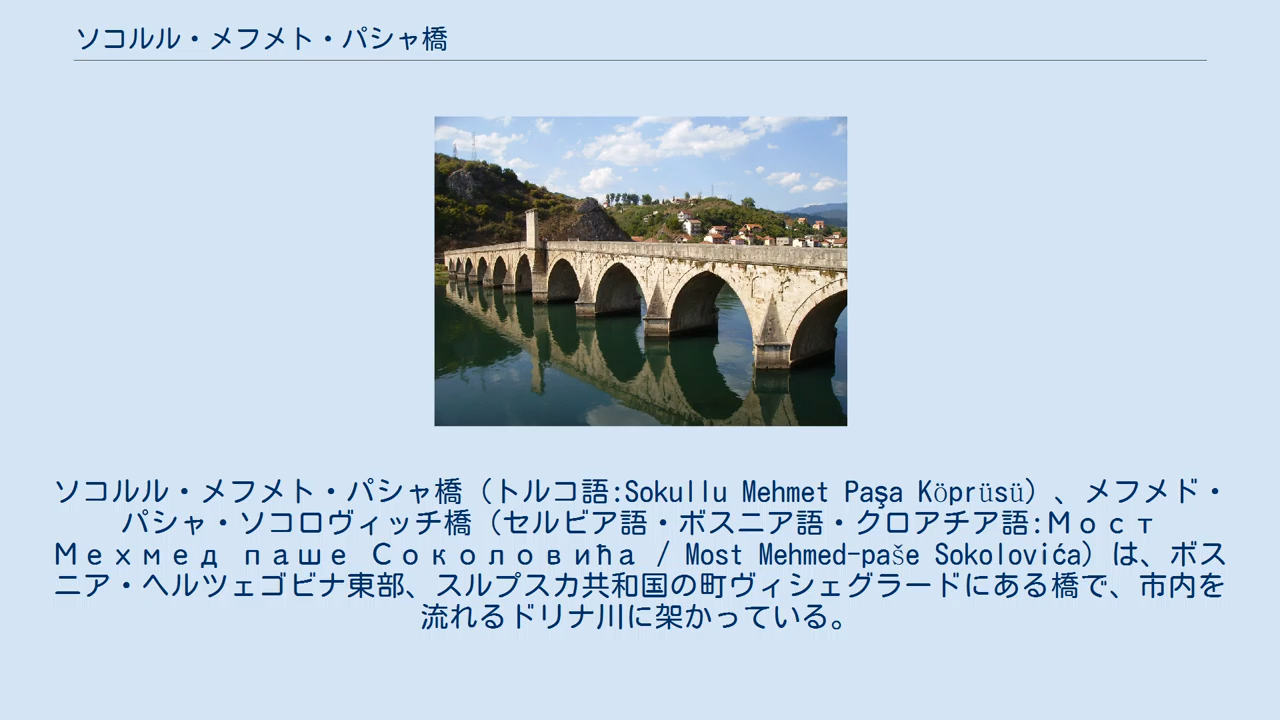 ソコルル・メフメト・パシャ橋
ソコルル・メフメト・パシャ橋（トルコ語:Sokullu Mehmet Paşa Köprüsü）、メフメド・
パシャ・ソコロヴィッチ橋（セルビア語・ボスニア語・クロアチア語:Мост
Мехмед паше Соколовића / Most Mehmed-paše Sokolovića）は、ボス
ニア・ヘルツェゴビナ東部、スルプスカ共和国の町ヴィシェグラードにある橋で、市内を
流れるドリナ川に架かっている。